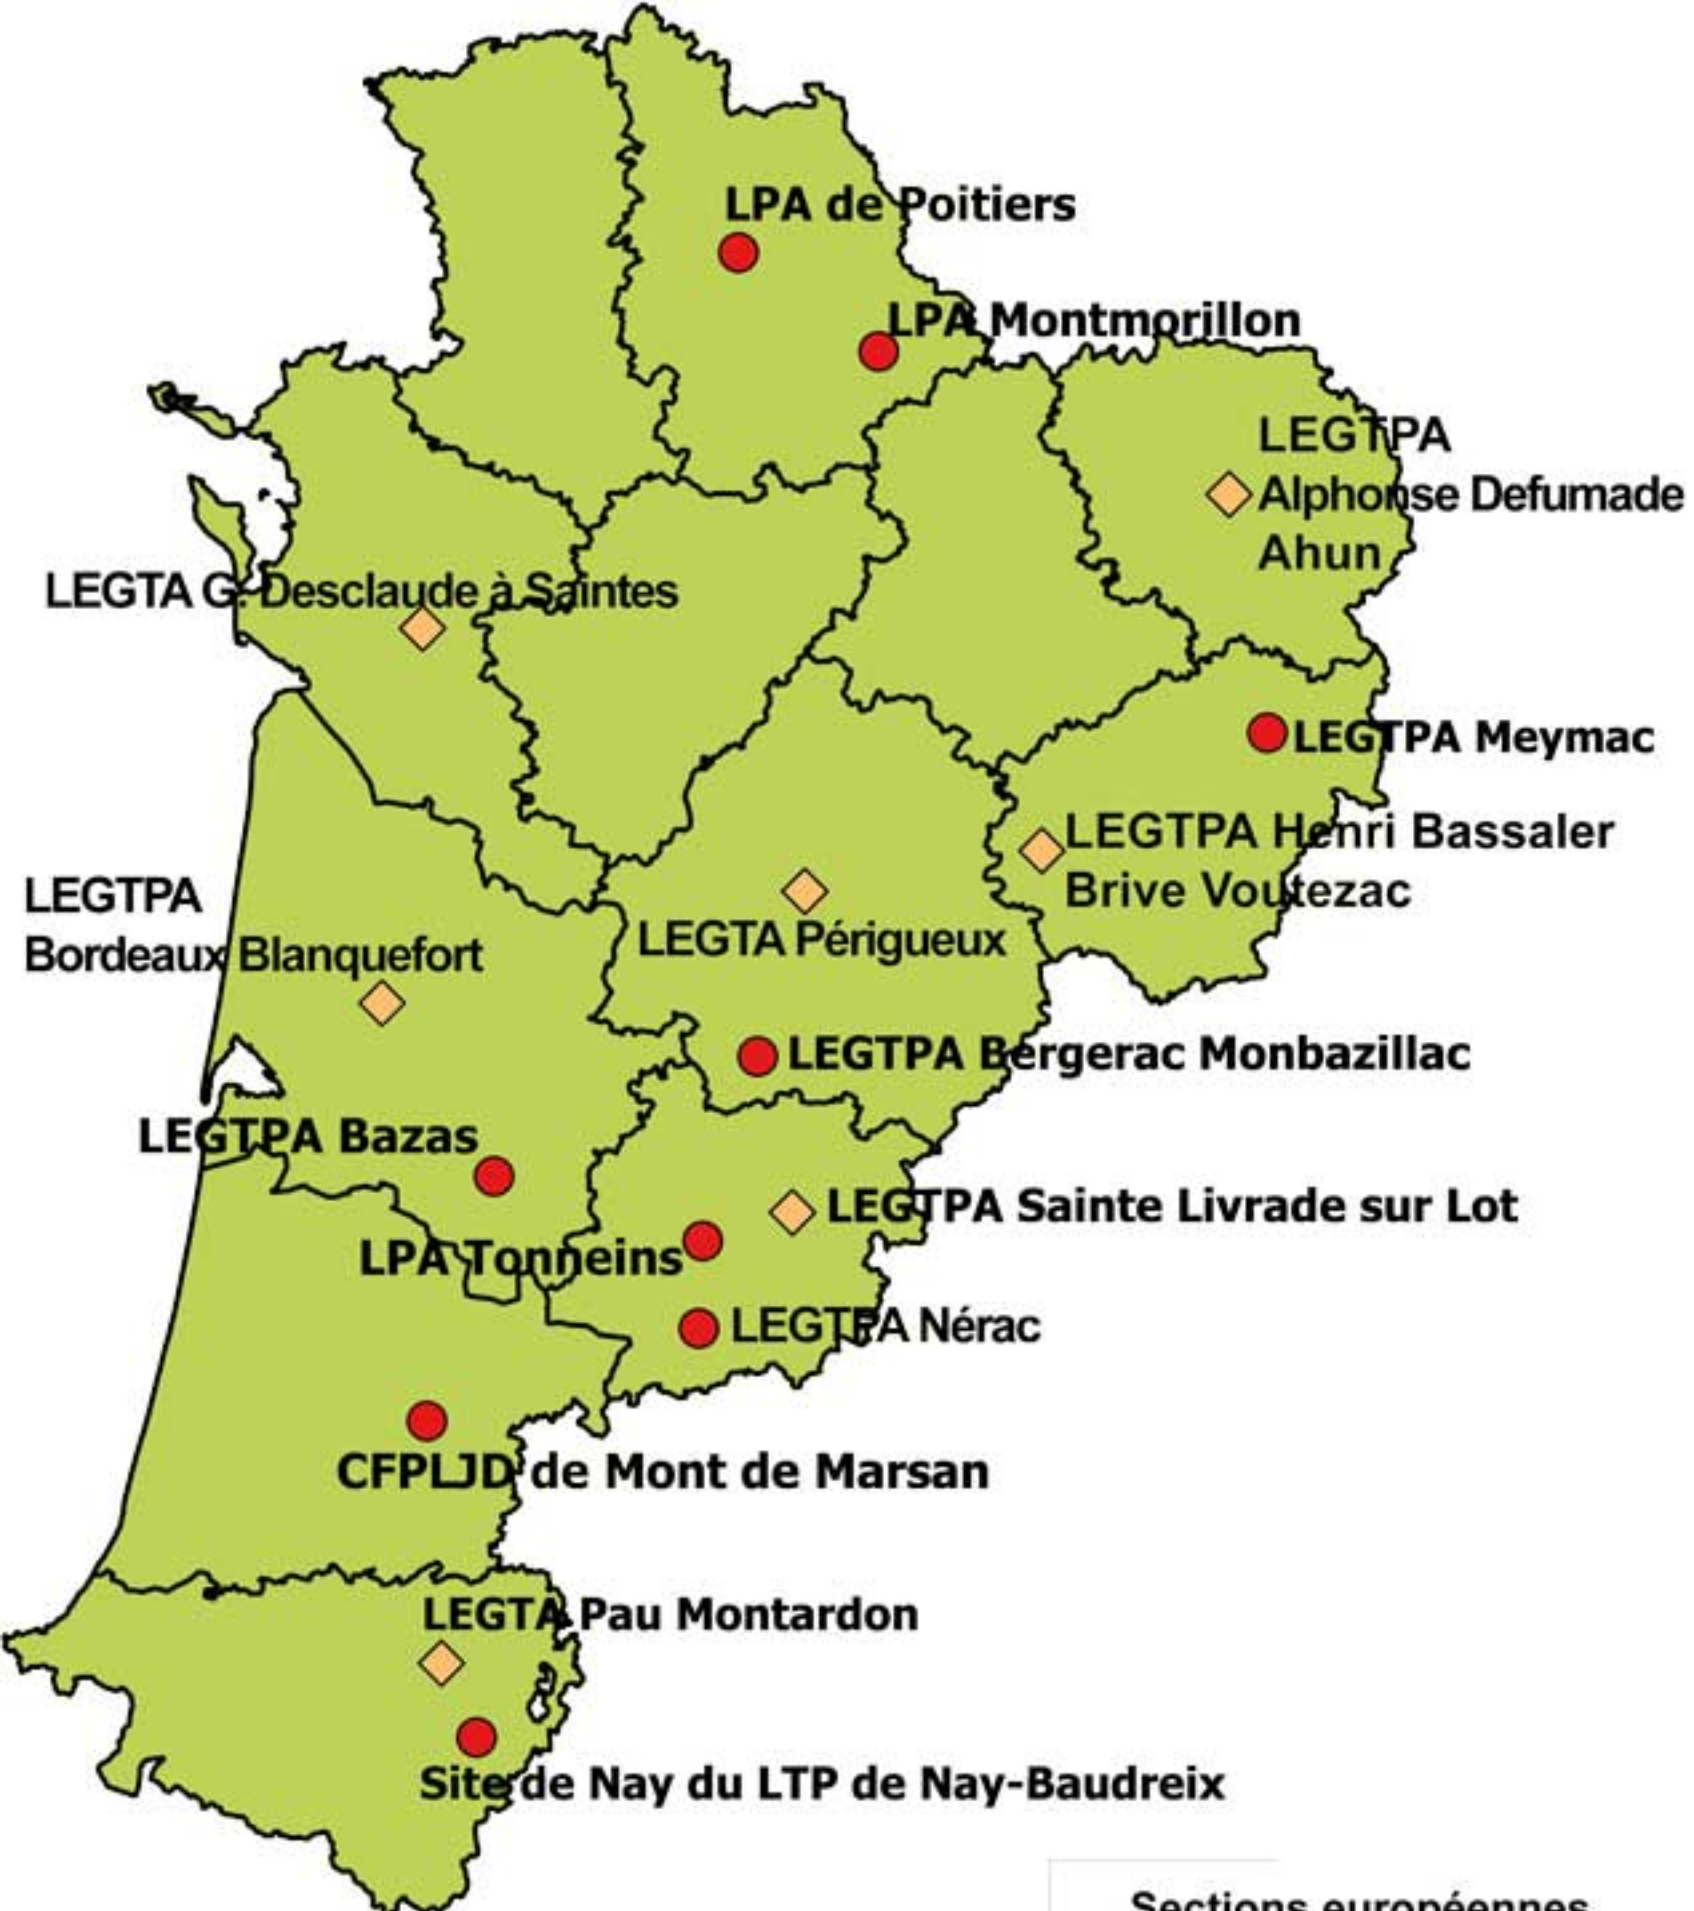 LPA de Poitiers
LPA Montmorillon
LEGTPA
Alphonse Defumade
Ahun
LEGTA G. Desclaude à Saintes
LEGTPA Meymac
LEGTPA Henri Bassaler
Brive Voutezac
LEGTPA
Bordeaux Blanquefort
LEGTA Périgueux
LEGTPA Bergerac Monbazillac
LEGTPA Bazas
LEGTPA Sainte Livrade sur Lot
LPA Tonneins
LEGTPA Nérac
CFPLJD de Mont de Marsan
LEGTA Pau Montardon
Site de Nay du LTP de Nay-Baudreix
Sections européennes